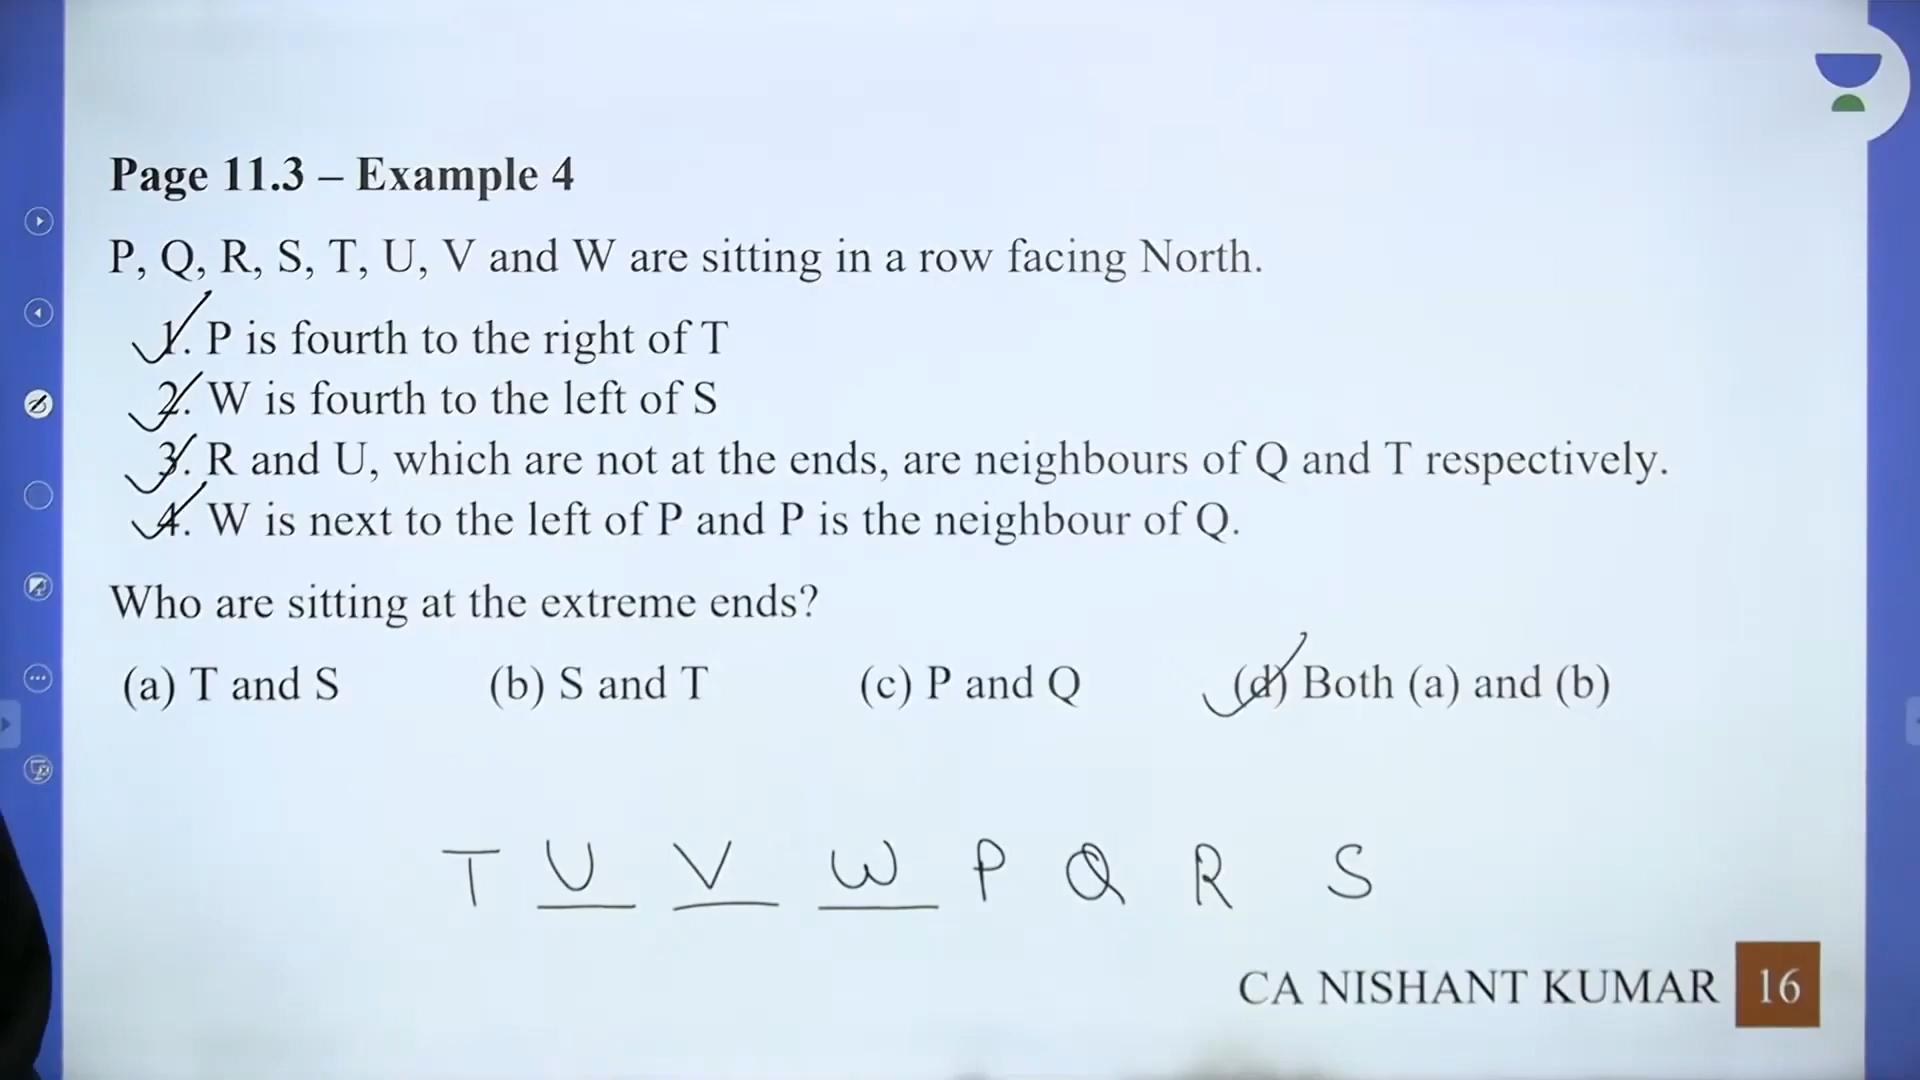 Page 11.3 – Example 4
P, Q, R, S, T, U, V and W are sitting in a row facing North.
1. P is fourth to the right of T
2. W is fourth to the left of S
3. R and U, which are not at the ends, are neighbours of Q and T respectively.
4. W is next to the left of P and P is the neighbour of Q.
Who are sitting at the extreme ends?
(a) T and S (b) S and T (c) P and Q (d) Both (a) and (b)
T U V W P Q R S
CA NISHANT KUMAR 16